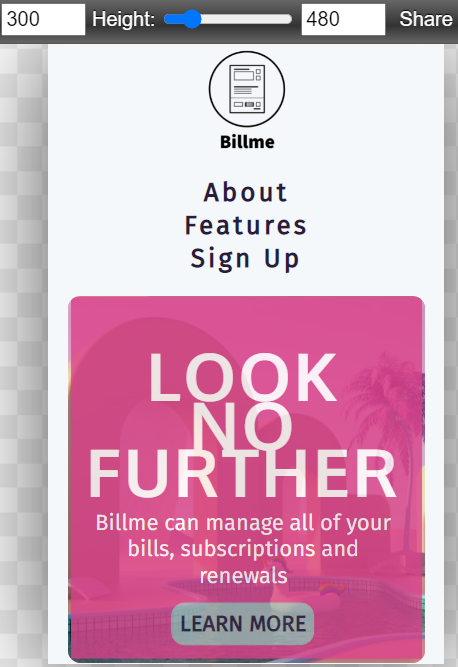 300 Height: 480 Share
Billme
About
Features
Sign Up
LOOK
NO
FURTHER
Billme can manage all of your
bills, subscriptions and
renewals
LEARN MORE